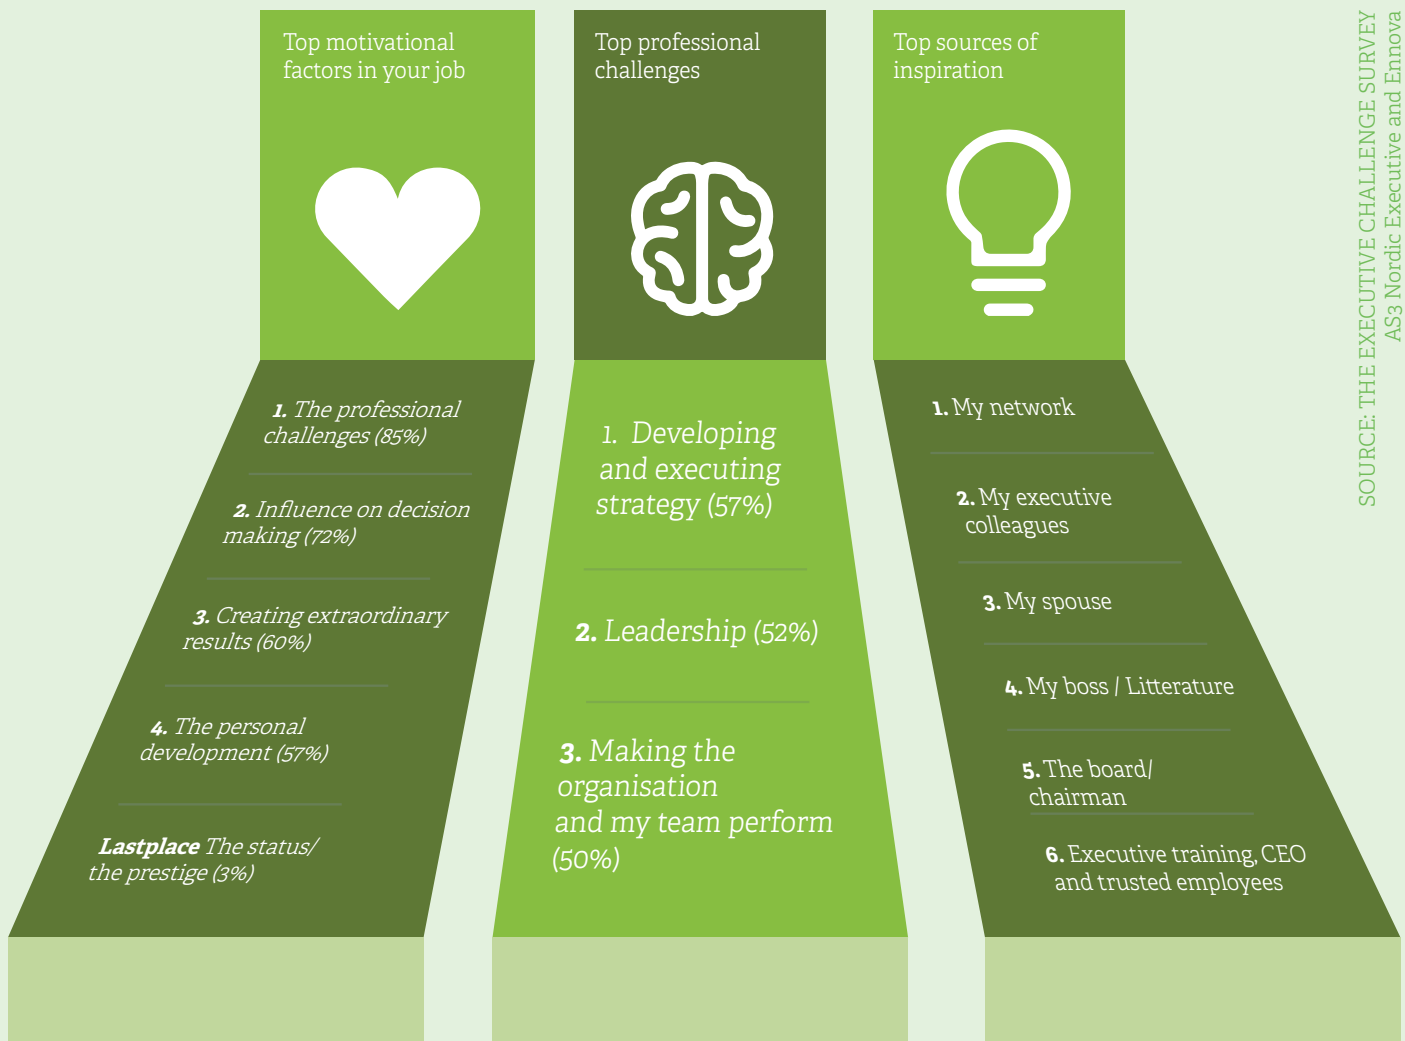 Top motivational
factors in your job
1. The professional
challenges (85%)
2. Influence on decision
making (72%)
3. Creating extraordinary
results (60%)
4. The personal
development (57%)
Lastplace The status/
the prestige (3%)
Top professional
challenges
1. Developing
and executing
strategy (57%)
2. Leadership (52%)
3. Making the
organisation
and my team perform
(50%)
Top sources of
inspiration
1. My network
2. My executive
colleagues
3. My spouse
4. My boss / Litterature
5. The board/
chairman
6. Executive training, CEO
and trusted employees
SOURCE: THE EXECUTIVE CHALLENGE SURVEY
AS3 Nordic Executive and Ennova